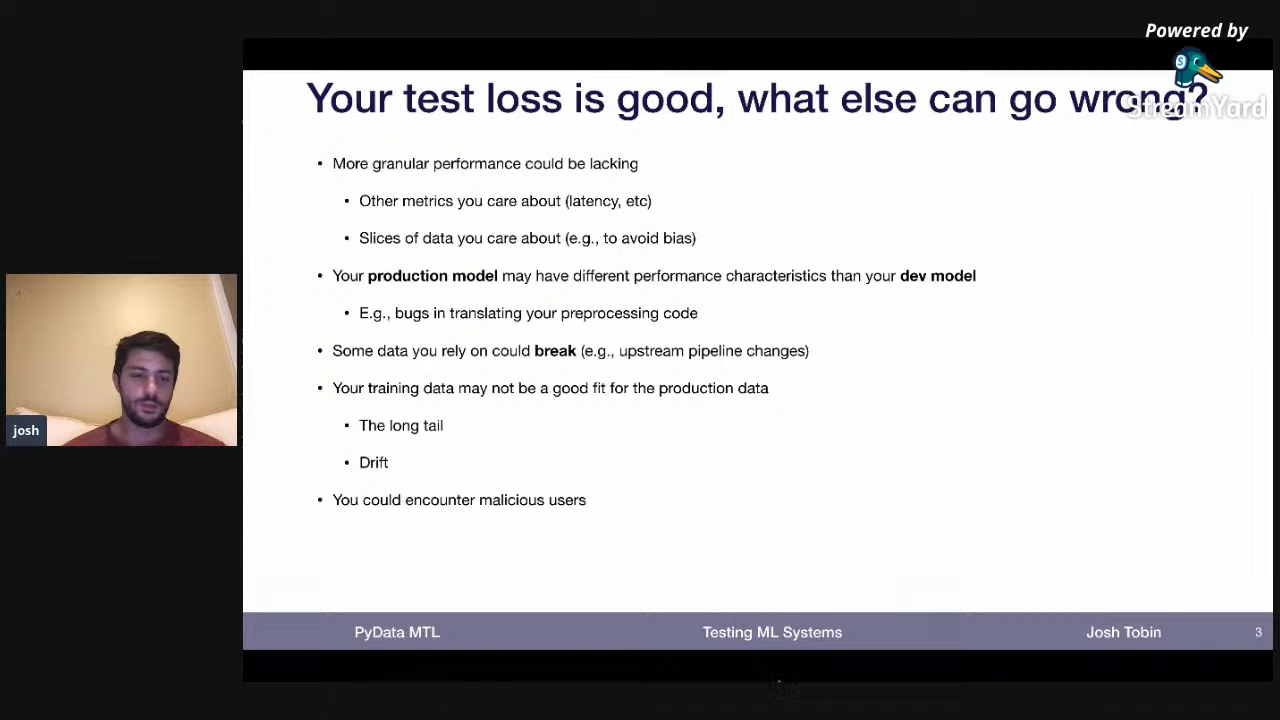 Powered by
StreamYard
Your test loss is good, what else can go wrong?
• More granular performance could be lacking
• Other metrics you care about (latency, etc)
• Slices of data you care about (e.g., to avoid bias)
• Your production model may have different performance characteristics than your dev model
• E.g., bugs in translating your preprocessing code
• Some data you rely on could break (e.g., upstream pipeline changes)
• Your training data may not be a good fit for the production data
• The long tail
• Drift
• You could encounter malicious users
josh
PyData MTL Testing ML Systems Josh Tobin 3